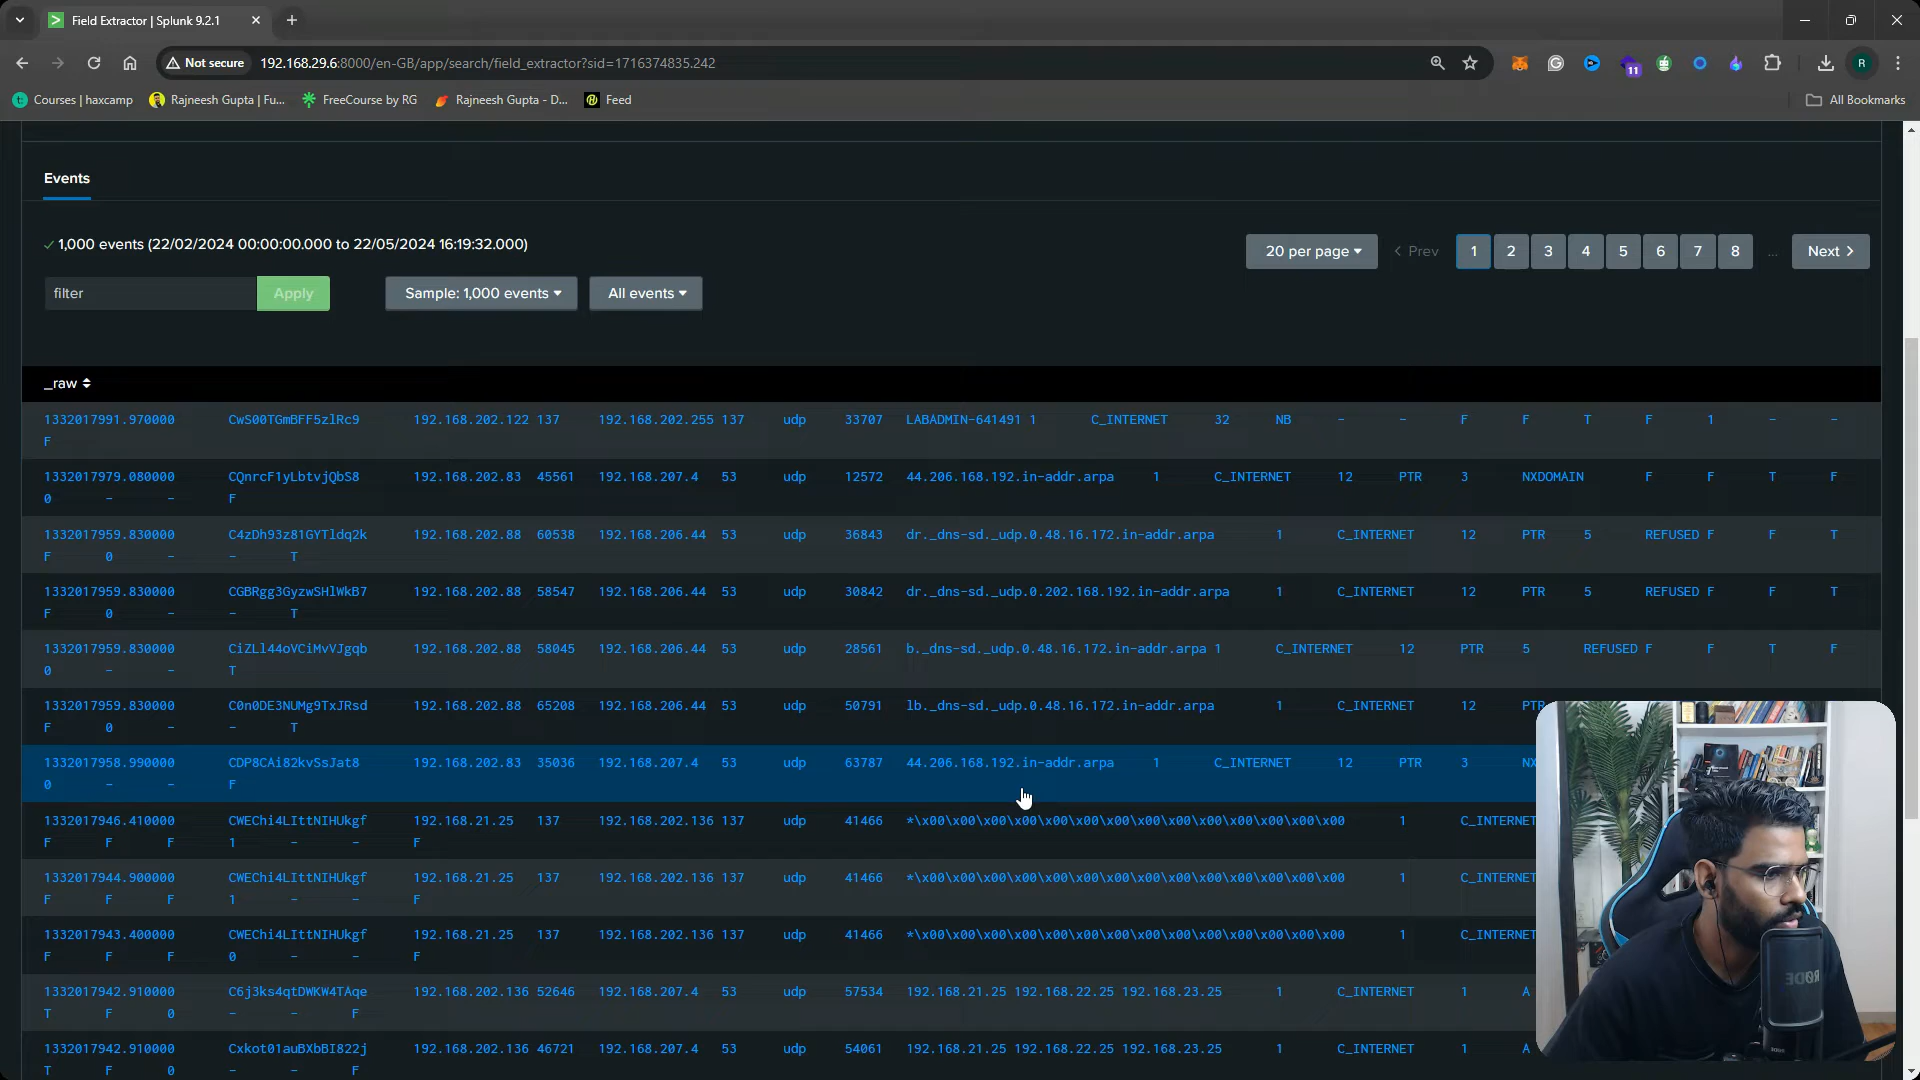 Field Extractor | Splunk 9.2.1
Not secure 192.168.29.6:8000/en-GB/app/search/field_extractor?sid=1716374835.242 11 R
Courses | haxcamp Rajneesh Gupta | Fu... FreeCourse by RG Rajneesh Gupta - D... Feed All Bookmarks
Events
1,000 events (22/02/2024 00:00:00.000 to 22/05/2024 16:19:32.000) 20 per page < Prev 1 2 3 4 5 6 7 8 ... Next >
filter Apply Sample: 1,000 events All events
_raw
1332017991.970000 CwS00TGmBFF5zlRc9 192.168.202.122 137 192.168.202.255 137 udp 33707 LABADMIN-641491 1 C_INTERNET 32 NB - - F F T F 1 - -
F
1332017979.080000 CQnrcF1yLbtvjQbS8 192.168.202.83 45561 192.168.207.4 53 udp 12572 44.206.168.192.in-addr.arpa 1 C_INTERNET 12 PTR 3 NXDOMAIN F F T F
0 - - F
1332017959.830000 C4zDh93z81GYTldq2k 192.168.202.88 60538 192.168.206.44 53 udp 36843 dr._dns-sd._udp.0.48.16.172.in-addr.arpa 1 C_INTERNET 12 PTR 5 REFUSED F F T
F 0 - - T
1332017959.830000 CGBRgg3GyzwSHlWkB7 192.168.202.88 58547 192.168.206.44 53 udp 30842 dr._dns-sd._udp.0.202.168.192.in-addr.arpa 1 C_INTERNET 12 PTR 5 REFUSED F F T
F 0 - - T
1332017959.830000 CiZLl44oVCiMvVJgqb 192.168.202.88 58045 192.168.206.44 53 udp 28561 b._dns-sd._udp.0.48.16.172.in-addr.arpa 1 C_INTERNET 12 PTR 5 REFUSED F F T F
0 - - T
1332017959.830000 C0n0DE3NUMg9TxJRsd 192.168.202.88 65208 192.168.206.44 53 udp 50791 lb._dns-sd._udp.0.48.16.172.in-addr.arpa 1 C_INTERNET 12 PTR
F 0 - - T
1332017958.990000 CDP8CAi82kvSsJat8 192.168.202.83 35036 192.168.207.4 53 udp 63787 44.206.168.192.in-addr.arpa 1 C_INTERNET 12 PTR 3 NX
0 - - F
1332017946.410000 CWEChi4LIttNIHUkgf 192.168.21.25 137 192.168.202.136 137 udp 41466 *\x00\x00\x00\x00\x00\x00\x00\x00\x00\x00\x00\x00\x00\x00\x00 1 C_INTERNET
F F F 1 - - F
1332017944.900000 CWEChi4LIttNIHUkgf 192.168.21.25 137 192.168.202.136 137 udp 41466 *\x00\x00\x00\x00\x00\x00\x00\x00\x00\x00\x00\x00\x00\x00\x00 1 C_INTERNET
F F F 1 - - F
1332017943.400000 CWEChi4LIttNIHUkgf 192.168.21.25 137 192.168.202.136 137 udp 41466 *\x00\x00\x00\x00\x00\x00\x00\x00\x00\x00\x00\x00\x00\x00\x00 1 C_INTERNET
F F F 0 - - F
1332017942.910000 C6j3ks4qtDWKW4TAqe 192.168.202.136 52646 192.168.207.4 53 udp 57534 192.168.21.25 192.168.22.25 192.168.23.25 1 C_INTERNET 1 A
T F 0 - - F
1332017942.910000 Cxkot01auBXbBI822j 192.168.202.136 46721 192.168.207.4 53 udp 54061 192.168.21.25 192.168.22.25 192.168.23.25 1 C_INTERNET 1 A
T F 0 - - F